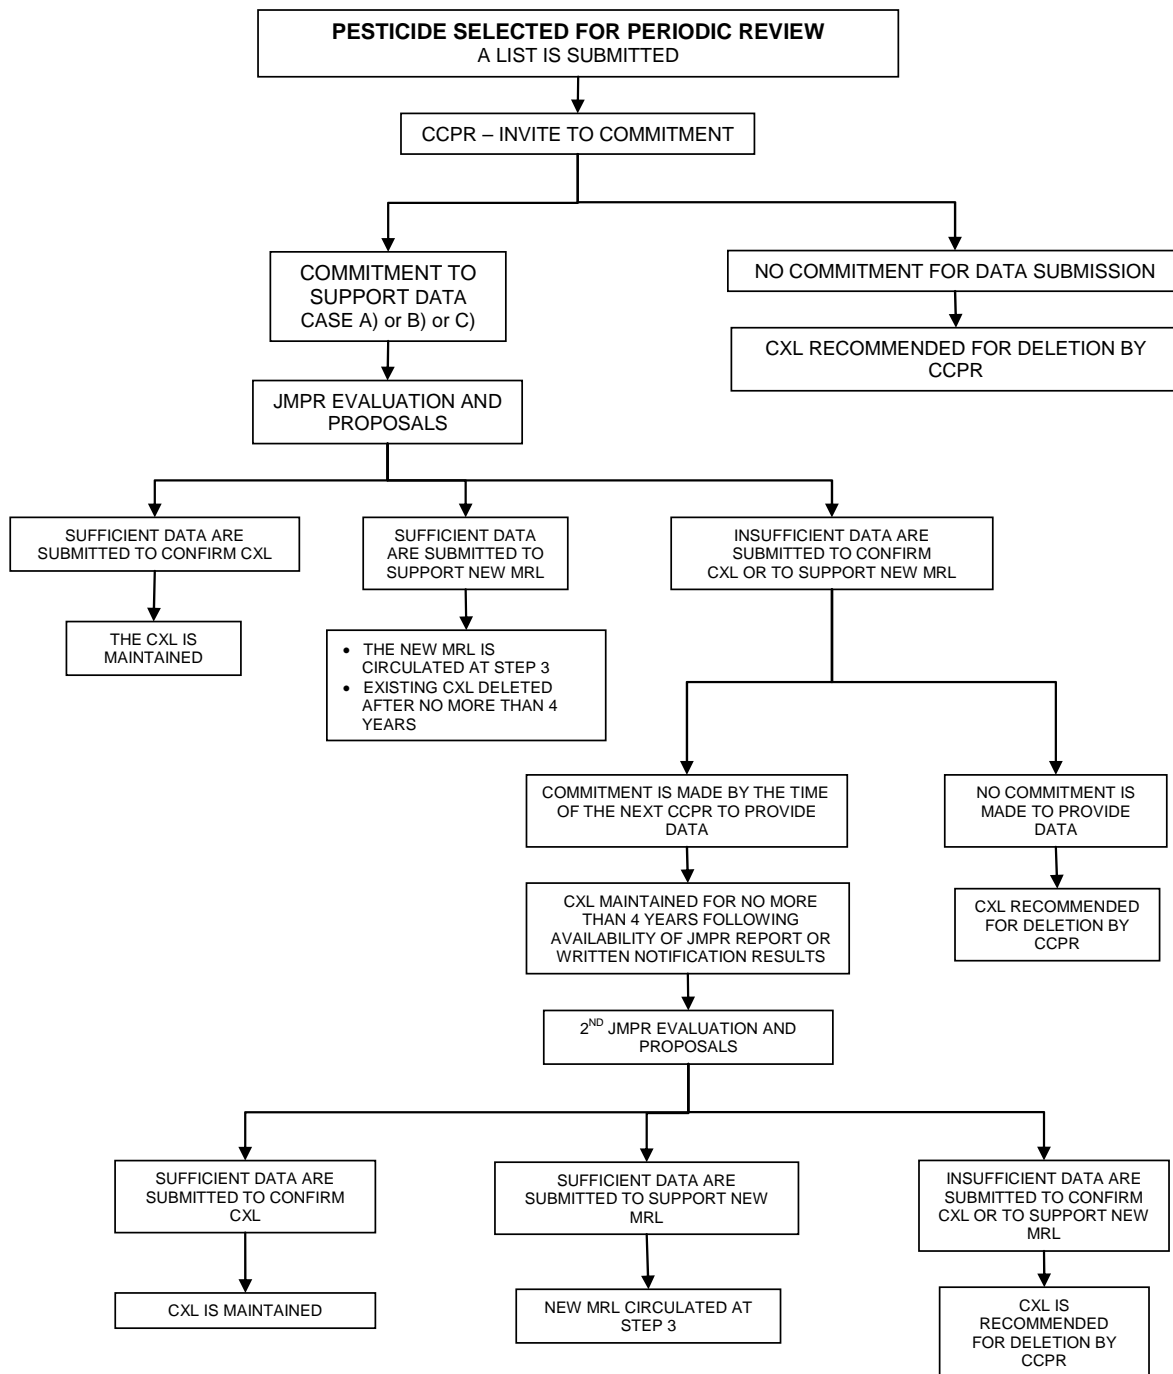 PESTICIDE SELECTED FOR PERIODIC REVIEW
A LIST IS SUBMITTED
CCPR – INVITE TO COMMITMENT
COMMITMENT TO
SUPPORT DATA
CASE A) or B) or C)
NO COMMITMENT FOR DATA SUBMISSION
CXL RECOMMENDED FOR DELETION BY
CCPR
JMPR EVALUATION AND
PROPOSALS
SUFFICIENT DATA ARE
SUBMITTED TO CONFIRM CXL
SUFFICIENT DATA
ARE SUBMITTED TO
SUPPORT NEW MRL
INSUFFICIENT DATA ARE
SUBMITTED TO CONFIRM
CXL OR TO SUPPORT NEW MRL
THE CXL IS
MAINTAINED
• THE NEW MRL IS
CIRCULATED AT STEP 3
• EXISTING CXL DELETED
AFTER NO MORE THAN 4
YEARS
COMMITMENT IS MADE BY THE TIME
OF THE NEXT CCPR TO PROVIDE
DATA
NO COMMITMENT IS
MADE TO PROVIDE
DATA
CXL MAINTAINED FOR NO MORE
THAN 4 YEARS FOLLOWING
AVAILABILITY OF JMPR REPORT OR
WRITTEN NOTIFICATION RESULTS
CXL RECOMMENDED
FOR DELETION BY
CCPR
2ND JMPR EVALUATION AND
PROPOSALS
SUFFICIENT DATA ARE
SUBMITTED TO CONFIRM
CXL
SUFFICIENT DATA ARE
SUBMITTED TO SUPPORT NEW
MRL
INSUFFICIENT DATA ARE
SUBMITTED TO CONFIRM
CXL OR TO SUPPORT NEW
MRL
CXL IS MAINTAINED
NEW MRL CIRCULATED AT
STEP 3
CXL IS
RECOMMENDED
FOR DELETION BY
CCPR